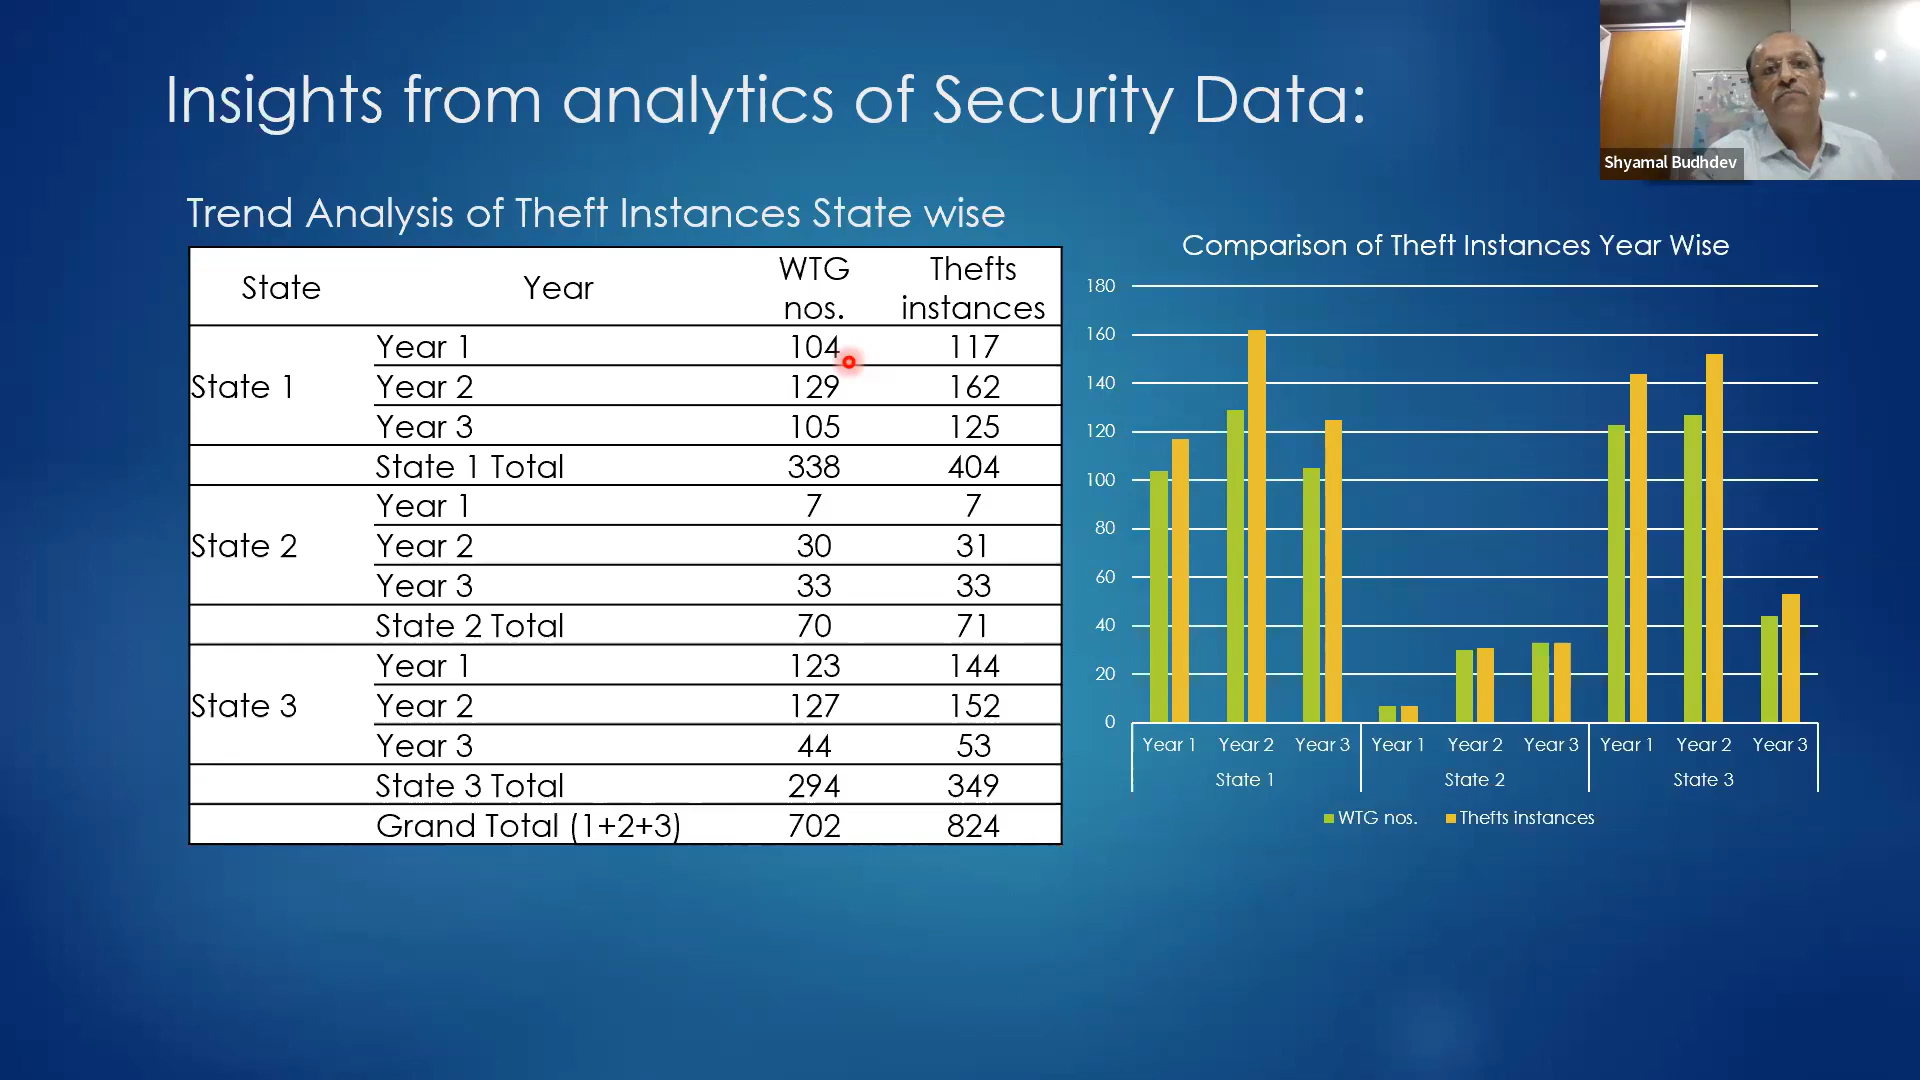 Insights from analytics of Security Data:
Shyamal Budhdev
Trend Analysis of Theft Instances State wise
State Year WTG nos. Thefts instances
State 1 Year 1 104 117
Year 2 129 162
Year 3 105 125
State 1 Total 338 404
State 2 Year 1 7 7
Year 2 30 31
Year 3 33 33
State 2 Total 70 71
State 3 Year 1 123 144
Year 2 127 152
Year 3 44 53
State 3 Total 294 349
Grand Total (1+2+3) 702 824
Comparison of Theft Instances Year Wise
180
160
140
120
100
80
60
40
20
0
Year 1 Year 2 Year 3 Year 1 Year 2 Year 3 Year 1 Year 2 Year 3
State 1 State 2 State 3
WTG nos. Thefts instances